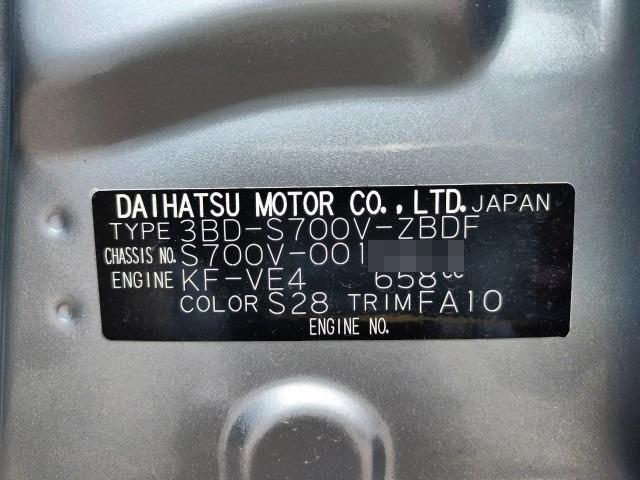 DAIHATSU MOTOR CO.,LTD. JAPAN
TYPE 3BD-S700V-ZBDF
CHASSIS NO. S700V-001
ENGINE KF-VE4 658cc
COLOR S28 TRIM FA10
ENGINE NO.